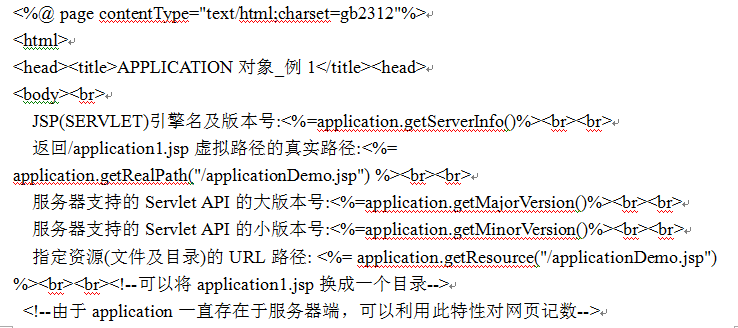 <%@ page contentType="text/html;charset=gb2312"%>
<html>
<head><title>APPLICATION 对象_例 1</title><head>
<body><br>
JSP(SERVLET)引擎名及版本号:<%=application.getServerInfo()%><br><br>
返回/application1.jsp 虚拟路径的真实路径:<%=
application.getRealPath("/applicationDemo.jsp") %><br><br>
服务器支持的 Servlet API 的大版本号:<%=application.getMajorVersion()%><br><br>
服务器支持的 Servlet API 的小版本号:<%=application.getMinorVersion()%><br><br>
指定资源(文件及目录)的 URL 路径: <%= application.getResource("/applicationDemo.jsp")
%><br><br><!--可以将 application1.jsp 换成一个目录-->
<!--由于 application 一直存在于服务器端，可以利用此特性对网页记数-->